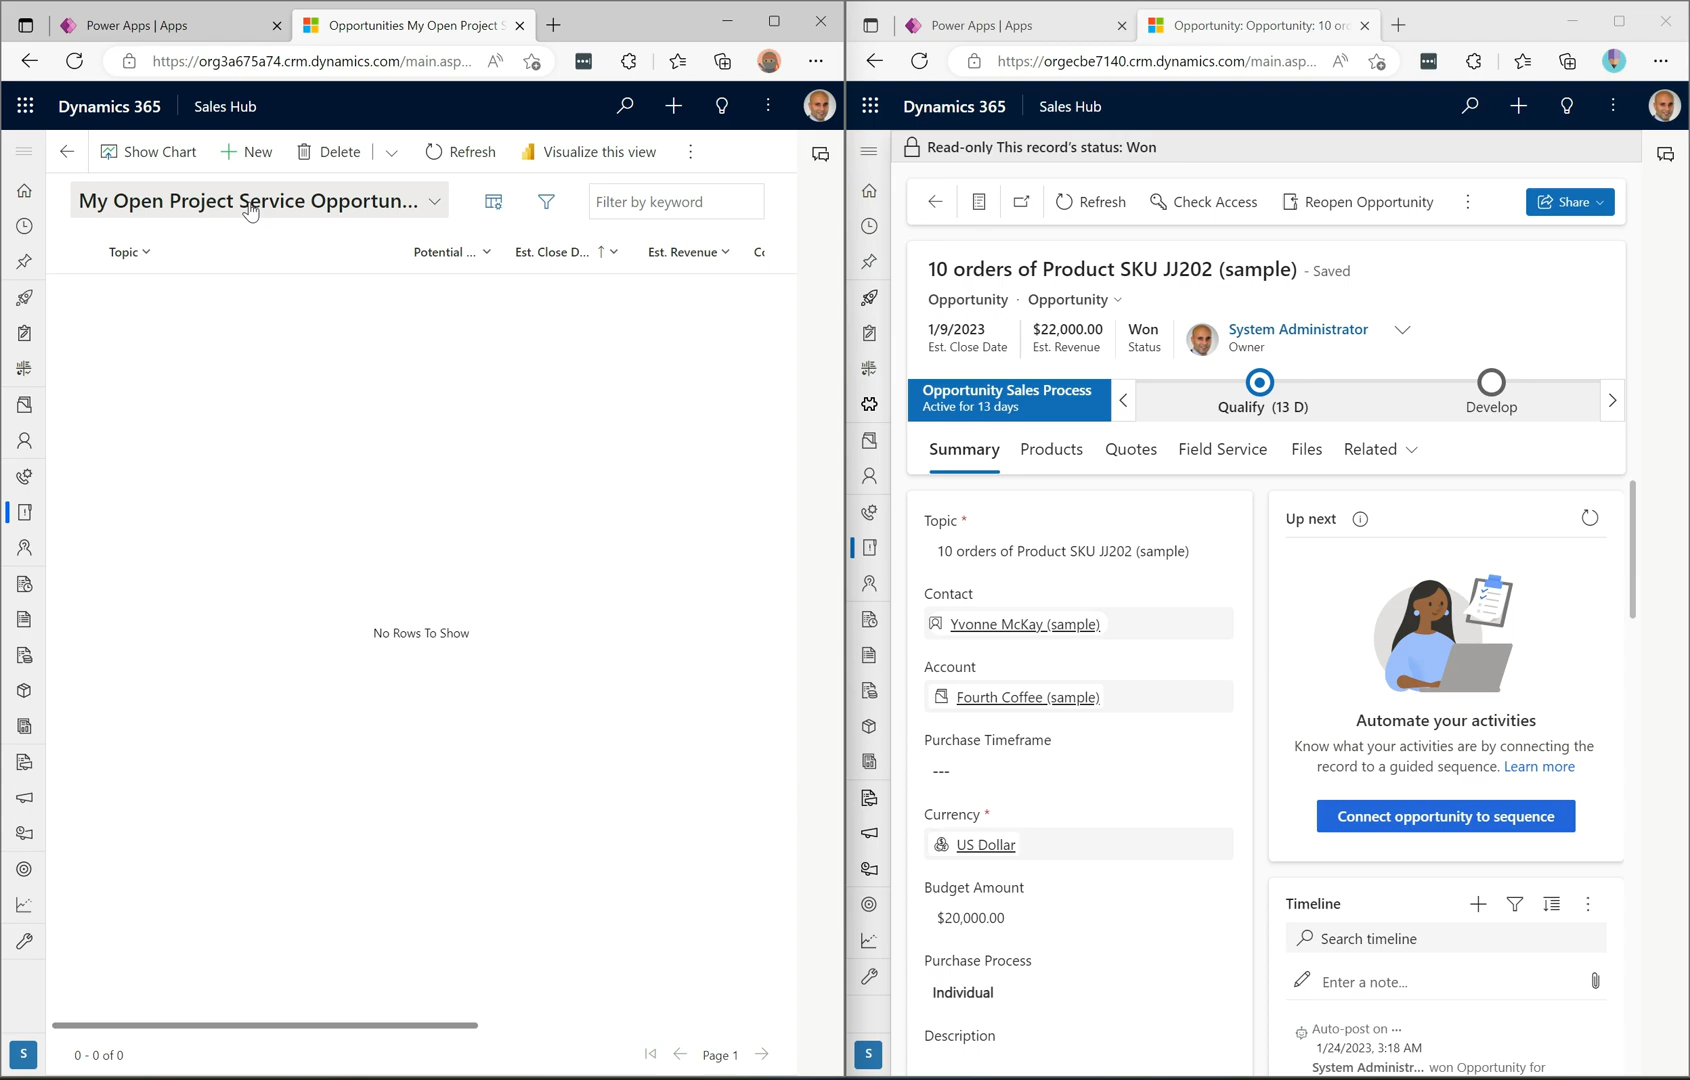 Power Apps | Apps
Opportunities My Open Project S
https://org3a675a74.crm.dynamics.com/main.asp...
Dynamics 365
Sales Hub
Show Chart
New
Delete
Refresh
Visualize this view
My Open Project Service Opportun...
Filter by keyword
Topic
Potential ...
Est. Close D...
Est. Revenue
Cc
No Rows To Show
S
0 - 0 of 0
Page 1
Power Apps | Apps
Opportunity: Opportunity: 10 or
https://orgecbe7140.crm.dynamics.com/main.asp...
Dynamics 365
Sales Hub
Read-only This record's status: Won
Refresh
Check Access
Reopen Opportunity
Share
10 orders of Product SKU JJ202 (sample) - Saved
Opportunity · Opportunity
1/9/2023
Est. Close Date
$22,000.00
Est. Revenue
Won
Status
System Administrator
Owner
Opportunity Sales Process
Active for 13 days
Qualify (13 D)
Develop
Summary
Products
Quotes
Field Service
Files
Related
Topic *
10 orders of Product SKU JJ202 (sample)
Contact
Yvonne McKay (sample)
Account
Fourth Coffee (sample)
Purchase Timeframe
---
Currency *
US Dollar
Budget Amount
$20,000.00
Purchase Process
Individual
Description
Up next
Automate your activities
Know what your activities are by connecting the
record to a guided sequence. Learn more
Connect opportunity to sequence
Timeline
Search timeline
Enter a note...
Auto-post on ...
1/24/2023, 3:18 AM
System Administr... won Opportunity for
S